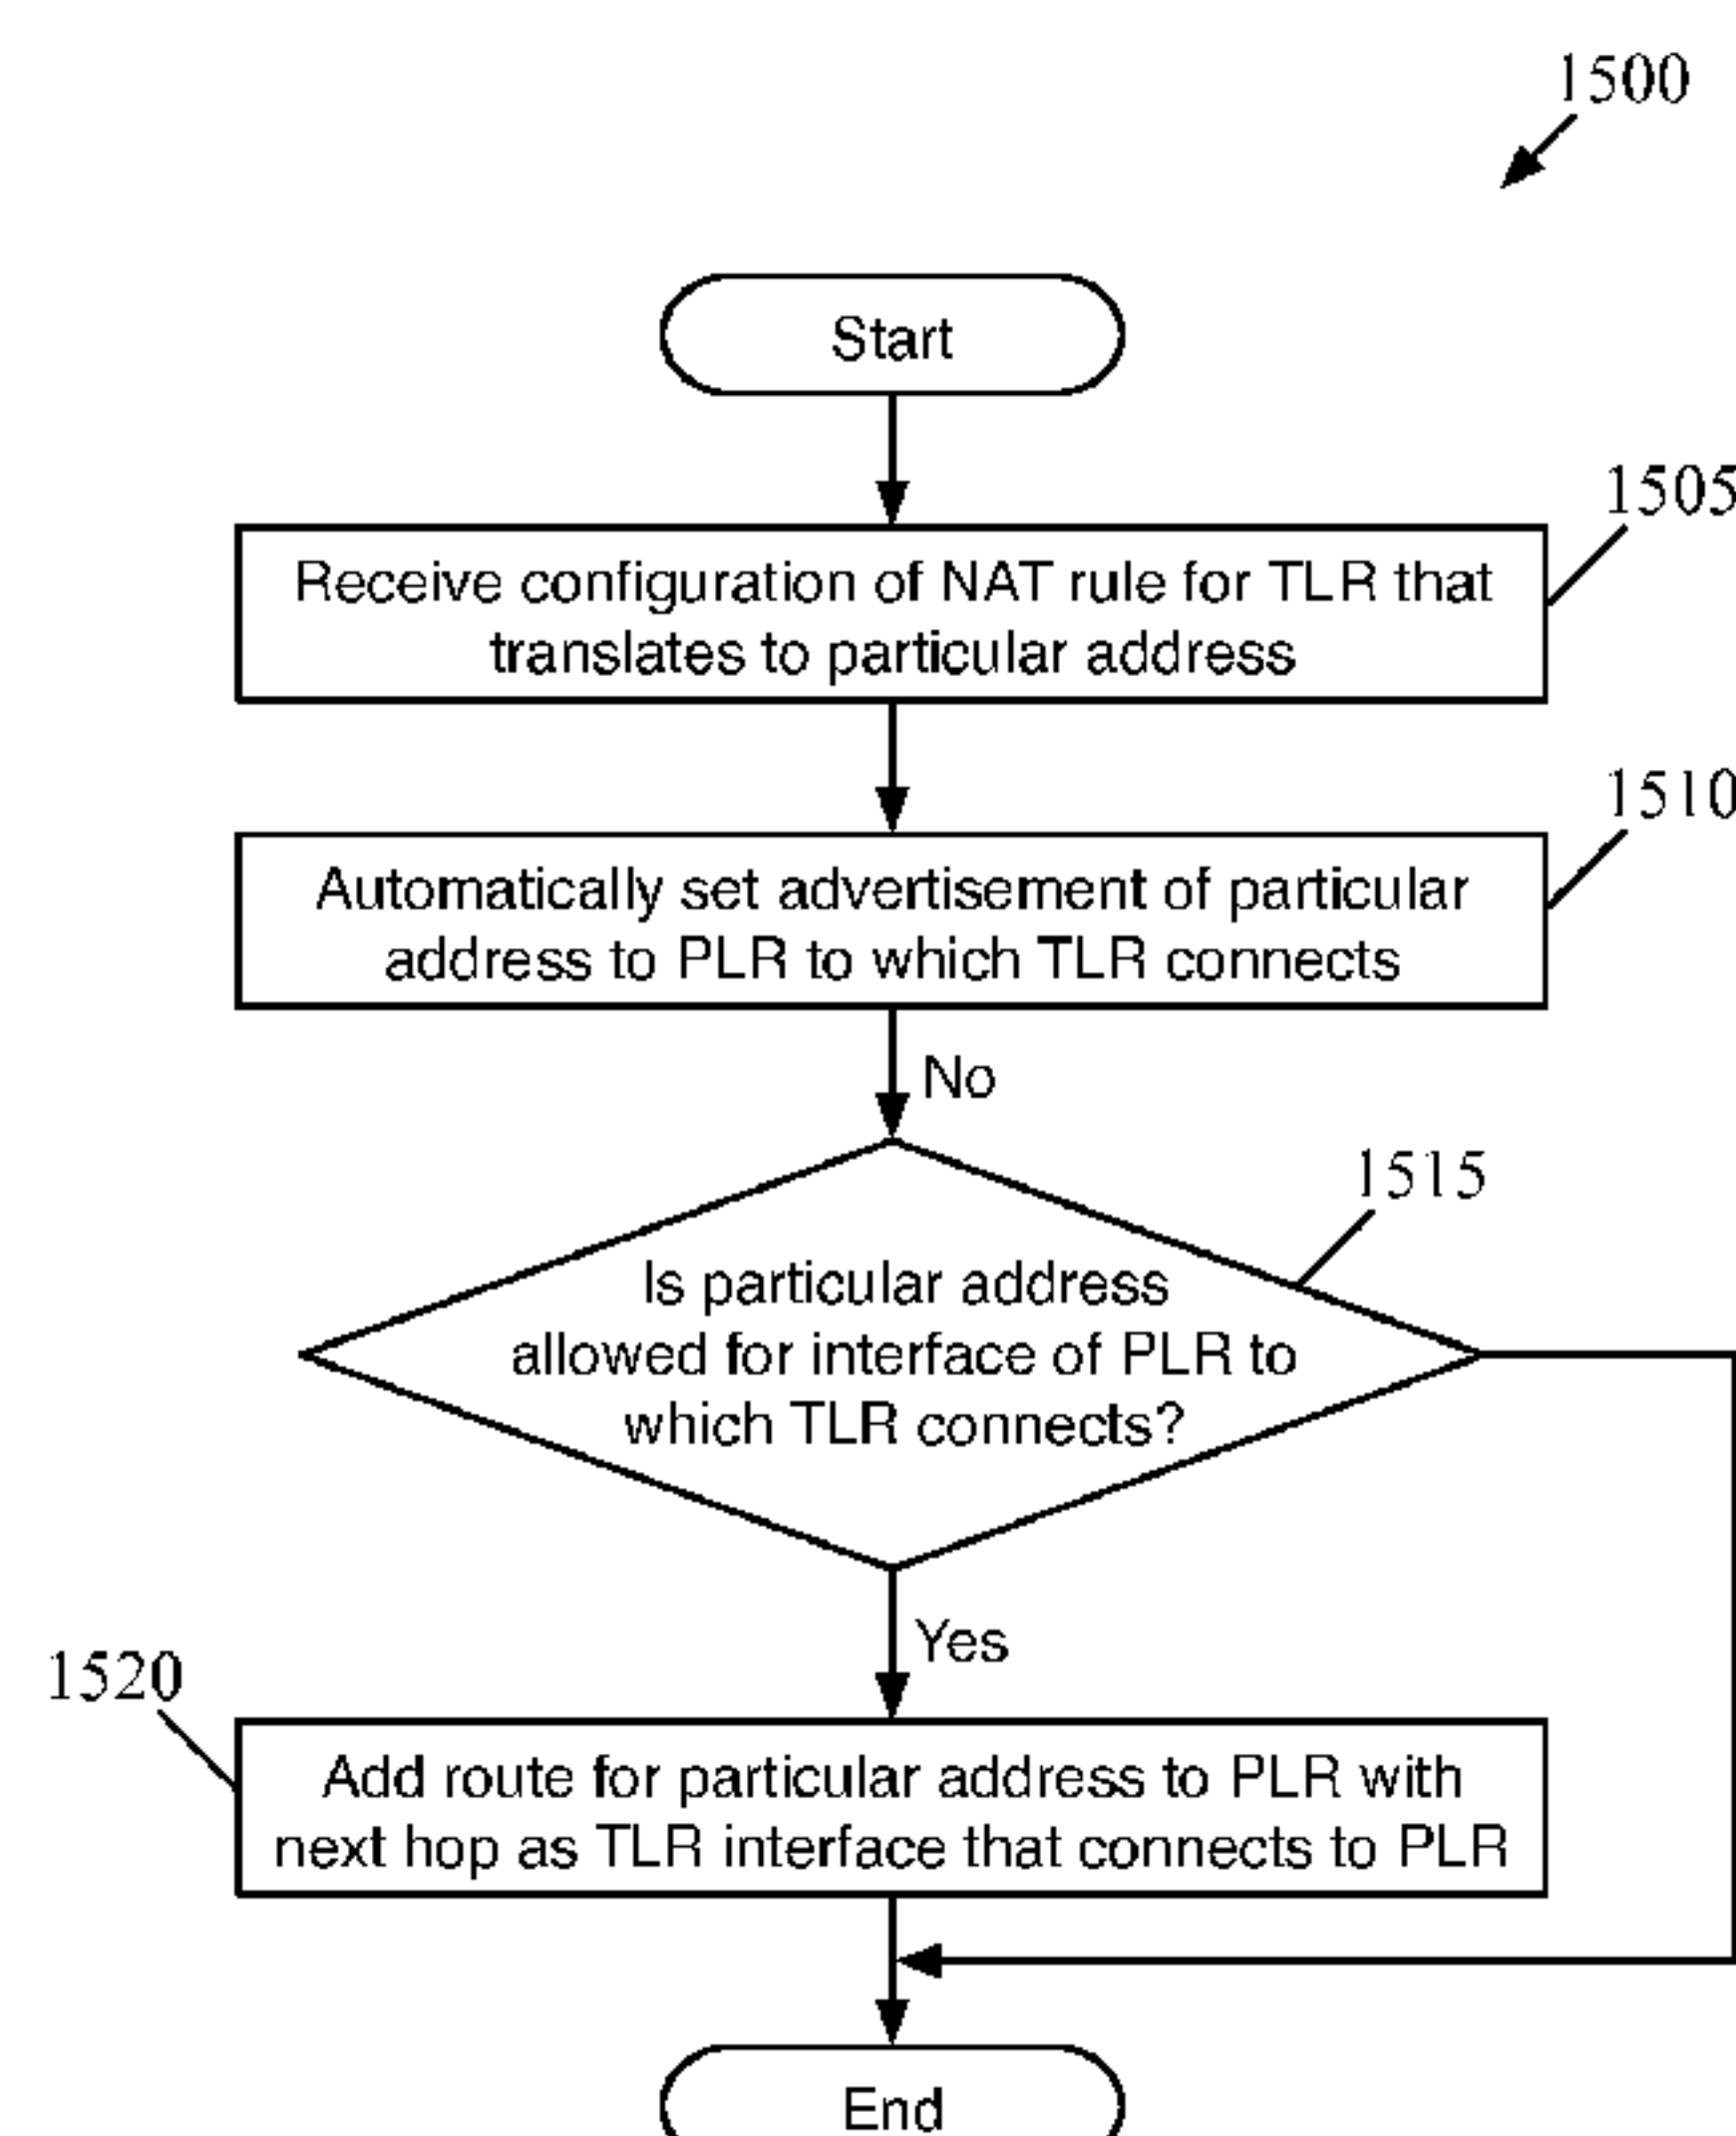 1500
Start
1505
Receive configuration of NAT rule for TLR that
translates to particular address
1510
Automatically set advertisement of particular
address to PLR to which TLR connects
No
1515
Is particular address
allowed for interface of PLR to
which TLR connects?
Yes
1520
Add route for particular address to PLR with
next hop as TLR interface that connects to PLR
End